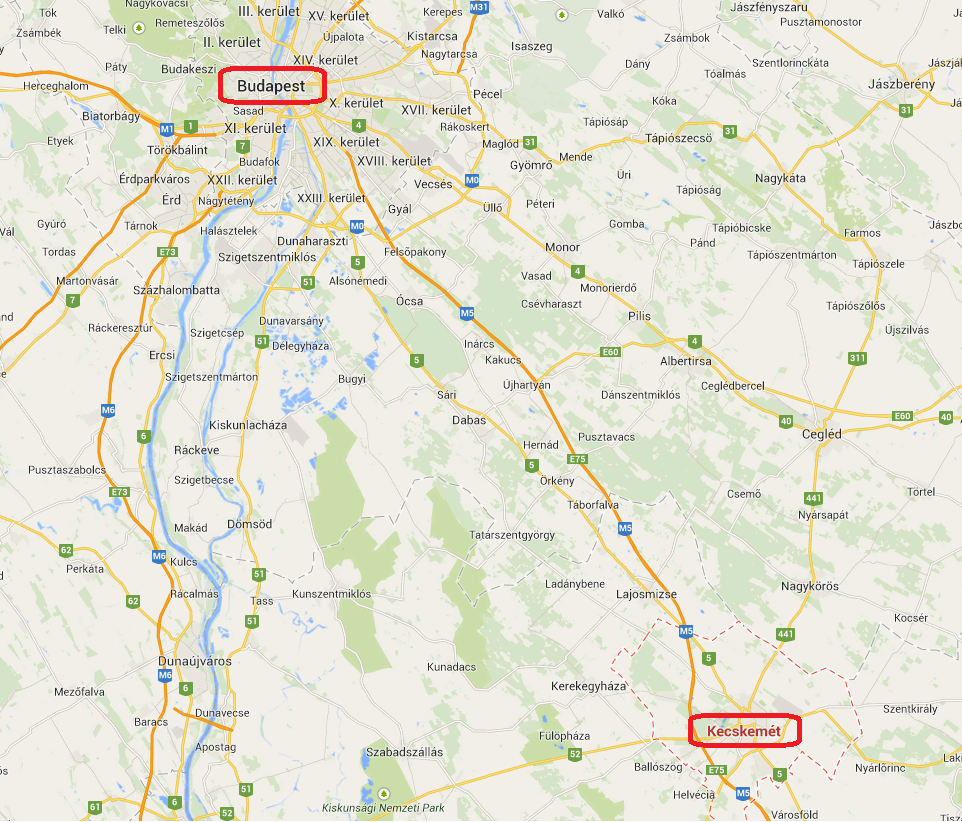 Tök
Nagykovácsi
III. kerület
XV. kerület
Kerepes
M31
Valkó
Jászfényszaru
Pusztamonostor
Zsámbék
Telki
Remeteszőlős
II. kerület
Újpalota
Kistarcsa
Isaszeg
Zsámbok
Páty
Budakeszi
XIV. kerület
Nagytarcsa
Dány
Szentlőrinckáta
Tóalmás
Herceghalom
Budapest
Pécel
Jászberény
Biatorbágy
Sasad
X. kerület
XVII. kerület
Kóka
31
Etyek
M1
1
XI. kerület
4
Rákoskert
Tápiósáp
31
Törökbálint
7
XIX. kerület
Maglód
31
Tápiószecső
Budafok
XVIII. kerület
Gyömrő
Mende
Érdparkváros
XXII. kerület
Vecsés
M0
Úri
Nagykáta
Érd
Nagytétény
XXIII. kerület
Gyál
Üllő
Péteri
Tápióság
Gyúró
Tárnok
Halásztelek
M0
Gomba
Tápióbicske
Farmos
Vál
Dunaharaszti
Felsőpakony
Monor
Pánd
Tordas
E73
Szigetszentmiklós
5
Tápiószentmárton
Tápiószele
Martonvásár
51
Alsónémedi
Vasad
4
Monorierdő
7
Százhalombatta
Ócsa
M5
Csévharaszt
Tápiószőlős
Ráckeresztúr
Szigetcsép
Dunavarsány
Pilis
Újszilvás
51
Délegyháza
Inárcs
E60
4
Ercsi
5
Kakucs
Albertirsa
311
Szigetszentmárton
Bugyi
Újhartyán
Ceglédbercel
Sári
Dánszentmiklós
M6
Dabas
40
E60
40
Kiskunlacháza
Cegléd
6
Hernád
Pusztavacs
Ráckeve
E75
Pusztaszabolcs
5
Szigetbecse
Örkény
E73
Csemő
441
Törtel
Táborfalva
Makád
Dömsöd
M5
Nyársapát
62
M6
Tatárszentgyörgy
Perkáta
Kulcs
51
Ladánybene
Nagykőrös
62
Rácalmás
Tass
Kunszentmiklós
Lajosmizse
51
Kocsér
M5
441
Dunaújváros
5
M6
Kunadacs
6
Kerekegyháza
Mezőfalva
Dunavecse
Szentkirály
Baracs
Kecskemét
Apostag
Szabadszállás
Fülöpháza
52
Ballószög
E75
5
Nyárlőrinc
51
Helvécia
M5
61
6
51
Kiskunsági Nemzeti Park
Városföld